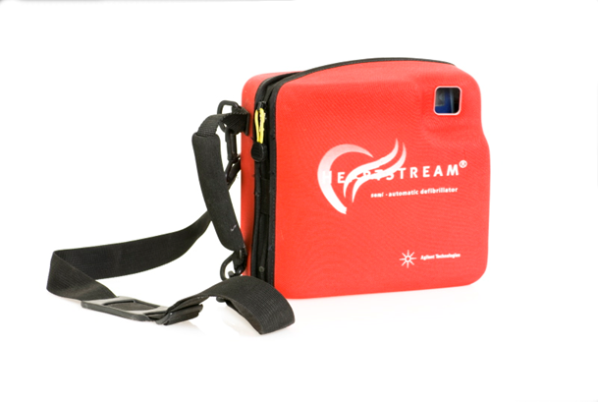 HEARTSTREAM®
semi-automatic defibrillator
Agilent Technologies